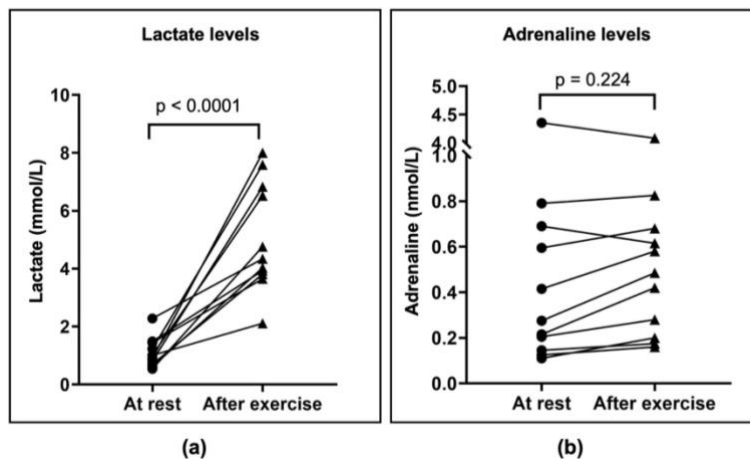 Lactate levels
p < 0.0001
Lactate (mmol/L)
10
8
6
4
2
0
At rest
After exercise
(a)
Adrenaline levels
p = 0.224
Adrenaline (nmol/L)
5.0
4.5
4.0
1.0
0.8
0.6
0.4
0.2
0.0
At rest
After exercise
(b)